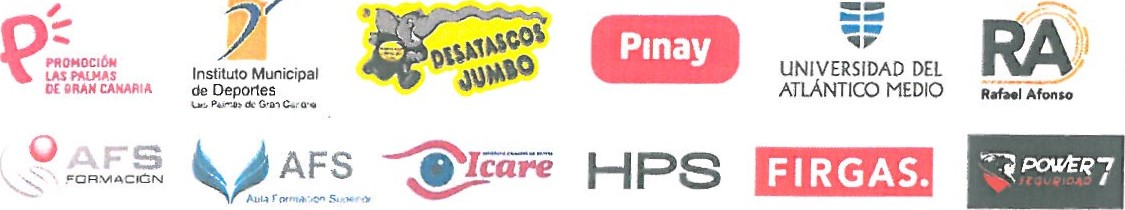 PROMOCIÓN
LAS PALMAS
DE GRAN CANARIA
Instituto Municipal
de Deportes
Las Palmas de Gran Canaria
DESATASCOS
JUMBO
Pinay
UNIVERSIDAD DEL
ATLÁNTICO MEDIO
RA
Rafael Afonso
AFS
FORMACIÓN
AFS
Aula Formación Superior
Icare
HPS
FIRGAS.
POWER 7
SEGURIDAD